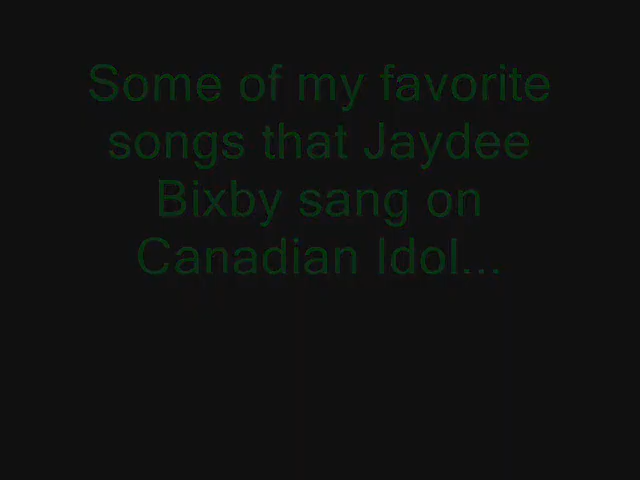 Some of my favorite
songs that Jaydee
Bixby sang on
Canadian Idol...